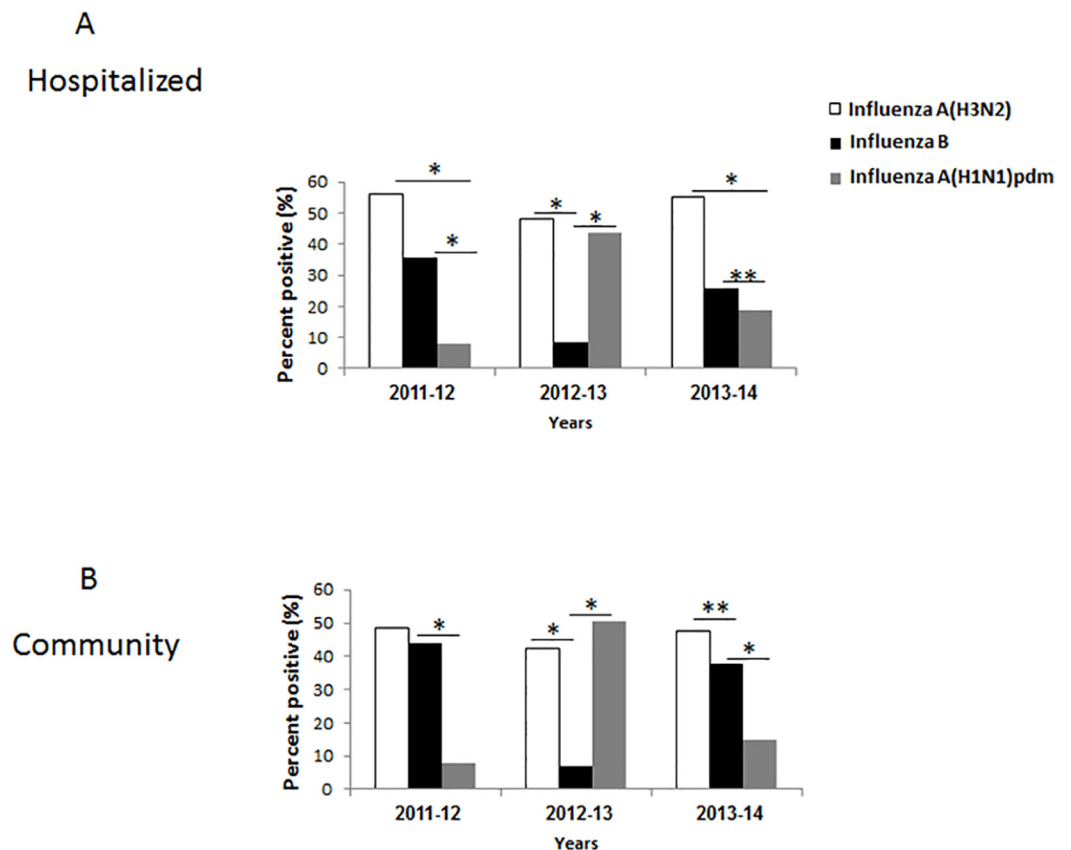 A
Hospitalized
Influenza A(H3N2)
Influenza B
Influenza A(H1N1)pdm
Percent positive (%)
60
50
40
30
20
10
0
*
*
*
*
*
**
2011-12 2012-13 2013-14
Years
B
Community
Percent positive (%)
60
50
40
30
20
10
0
*
*
*
**
*
2011-12 2012-13 2013-14
Years